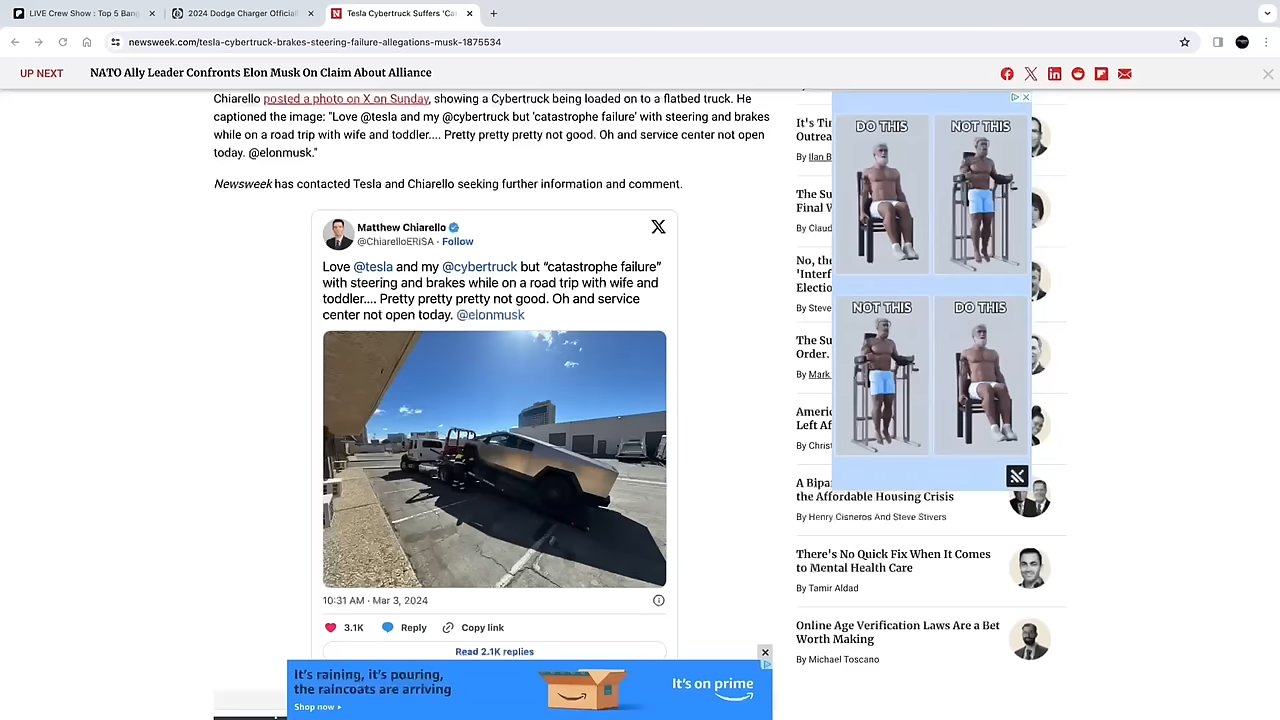 LIVE Crew Show : Top 5 Bang
2024 Dodge Charger Official
Tesla Cybertruck Suffers 'Ca
newsweek.com/tesla-cybertruck-brakes-steering-failure-allegations-musk-1875534
UP NEXT
NATO Ally Leader Confronts Elon Musk On Claim About Alliance
Chiarello posted a photo on X on Sunday, showing a Cybertruck being loaded on to a flatbed truck. He
captioned the image: "Love @tesla and my @cybertruck but 'catastrophe failure' with steering and brakes
while on a road trip with wife and toddler.... Pretty pretty pretty not good. Oh and service center not open
today. @elonmusk."
Newsweek has contacted Tesla and Chiarello seeking further information and comment.
Matthew Chiarello
@ChiarelloERISA · Follow
Love @tesla and my @cybertruck but “catastrophe failure”
with steering and brakes while on a road trip with wife and
toddler.... Pretty pretty pretty not good. Oh and service
center not open today. @elonmusk
10:31 AM · Mar 3, 2024
3.1K
Reply
Copy link
Read 2.1K replies
It's raining, it's pouring,
the raincoats are arriving
Shop now
It's on prime
It's Tim
Outrea
By Ilan B
The Su
Final W
By Claud
No, the
'Interf
Electio
By Steve
The Su
Order.
By Mark
Americ
Left Af
By Christ
A Bipa
the Affordable Housing Crisis
By Henry Cisneros And Steve Stivers
There's No Quick Fix When It Comes
to Mental Health Care
By Tamir Aldad
Online Age Verification Laws Are a Bet
Worth Making
By Michael Toscano
DO THIS
NOT THIS
NOT THIS
DO THIS